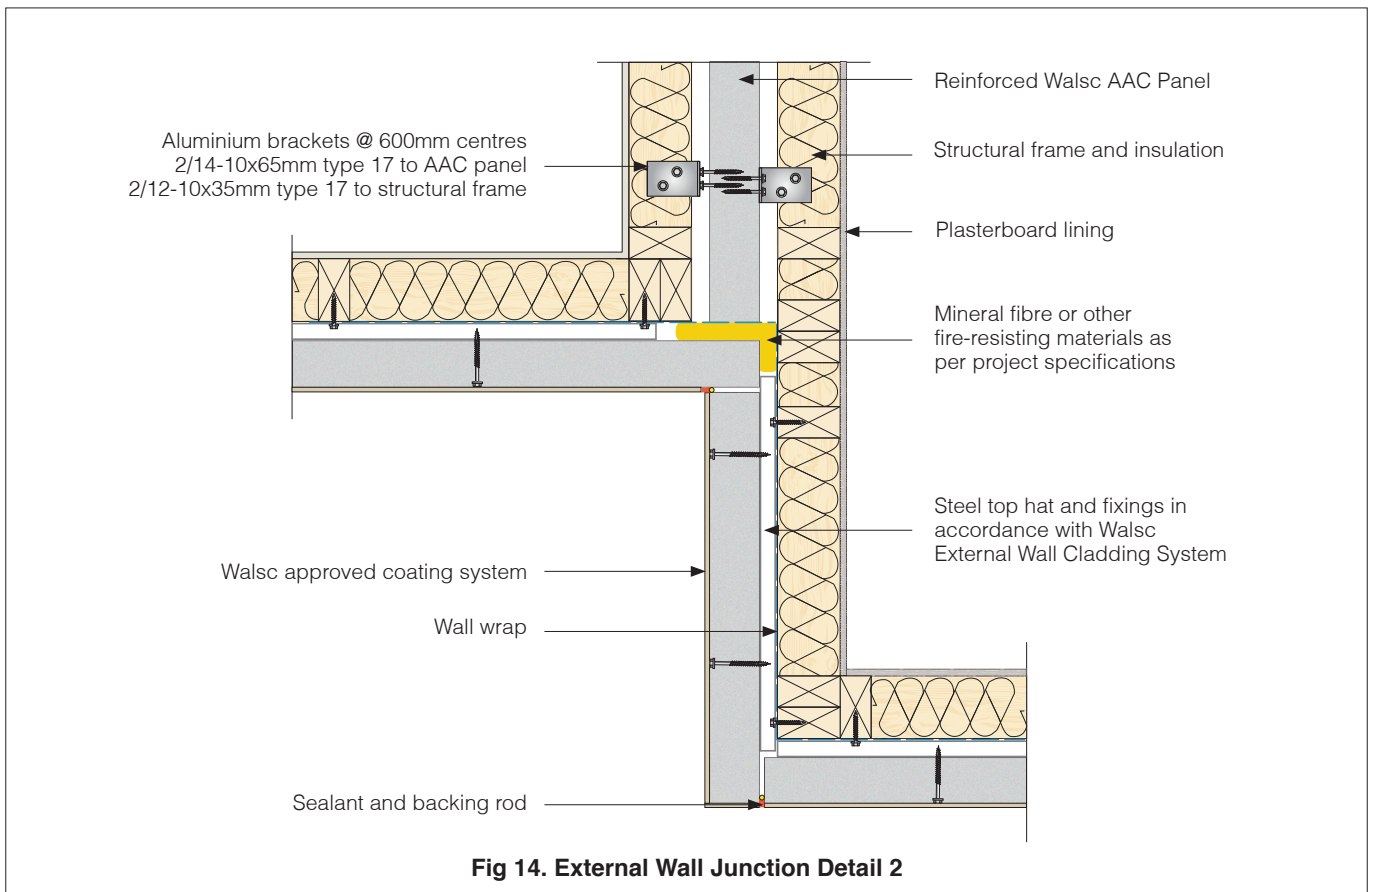 Aluminium brackets @ 600mm centres
2/14-10x65mm type 17 to AAC panel
2/12-10x35mm type 17 to structural frame
Reinforced Walsc AAC Panel
Structural frame and insulation
Plasterboard lining
Mineral fibre or other
fire-resisting materials as
per project specifications
Steel top hat and fixings in
accordance with Walsc
External Wall Cladding System
Walsc approved coating system
Wall wrap
Sealant and backing rod
Fig 14. External Wall Junction Detail 2